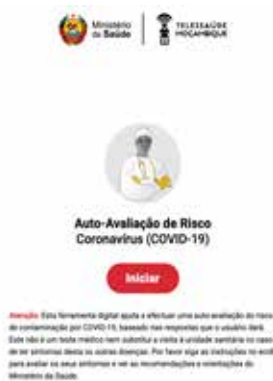 Ministério
da Saúde
TELESSAÚDE
MOÇAMBIQUE
Auto-Avaliação de Risco
Coronavírus (COVID-19)
Iniciar
Atenção: Esta ferramenta digital ajuda a efectuar uma auto-avaliação do risco
de contaminação por COVID-19, baseado nas respostas que o usuário dará.
Este não é um teste médico nem substitui a visita à unidade sanitária no caso
de ter sintomas desta ou outras doenças. Por favor siga as instruções no ecrã
para avaliar os seus sintomas e ver as recomendações e orientações do
Ministério da Saúde.